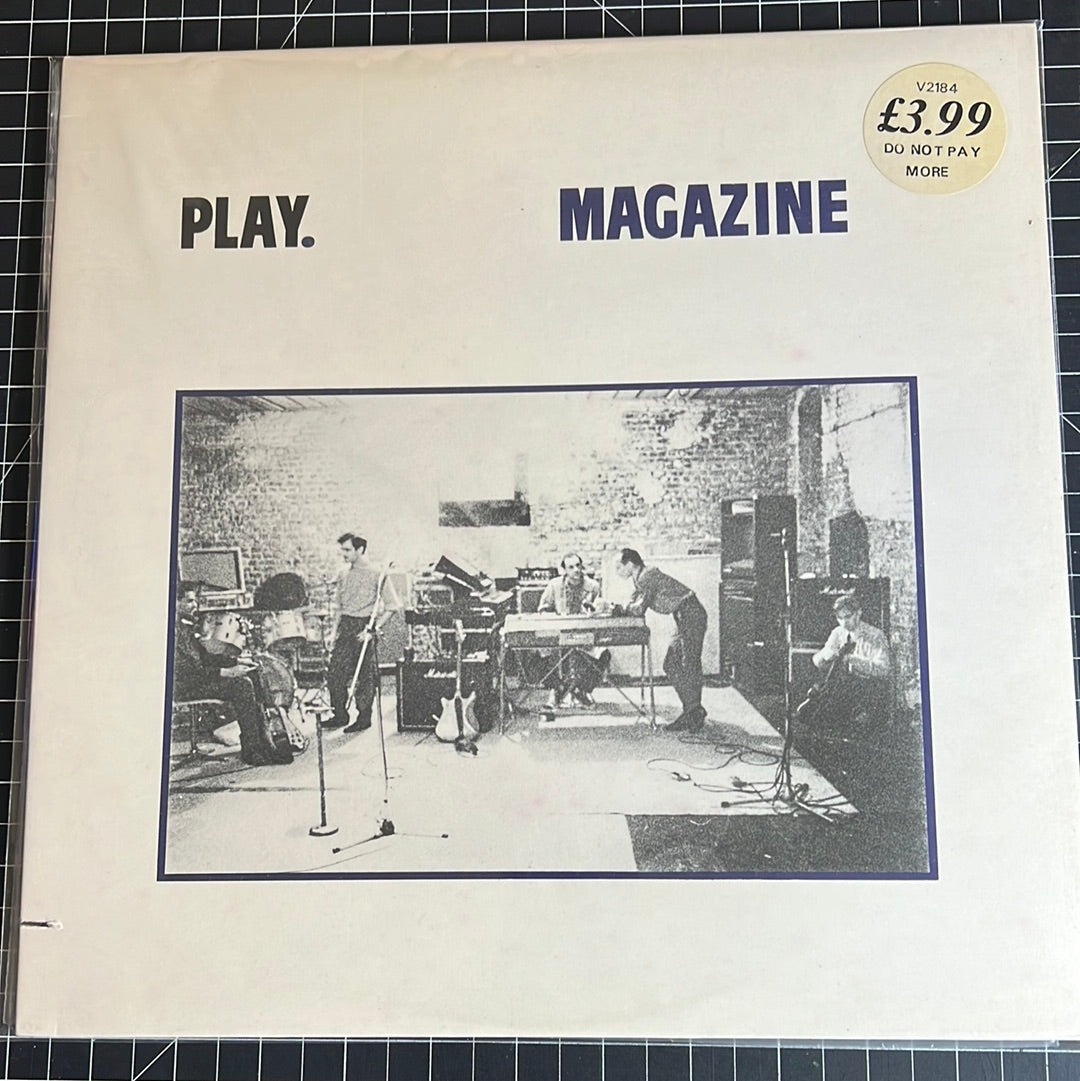 V2184
£3.99
DO NOT PAY
MORE
PLAY. MAGAZINE